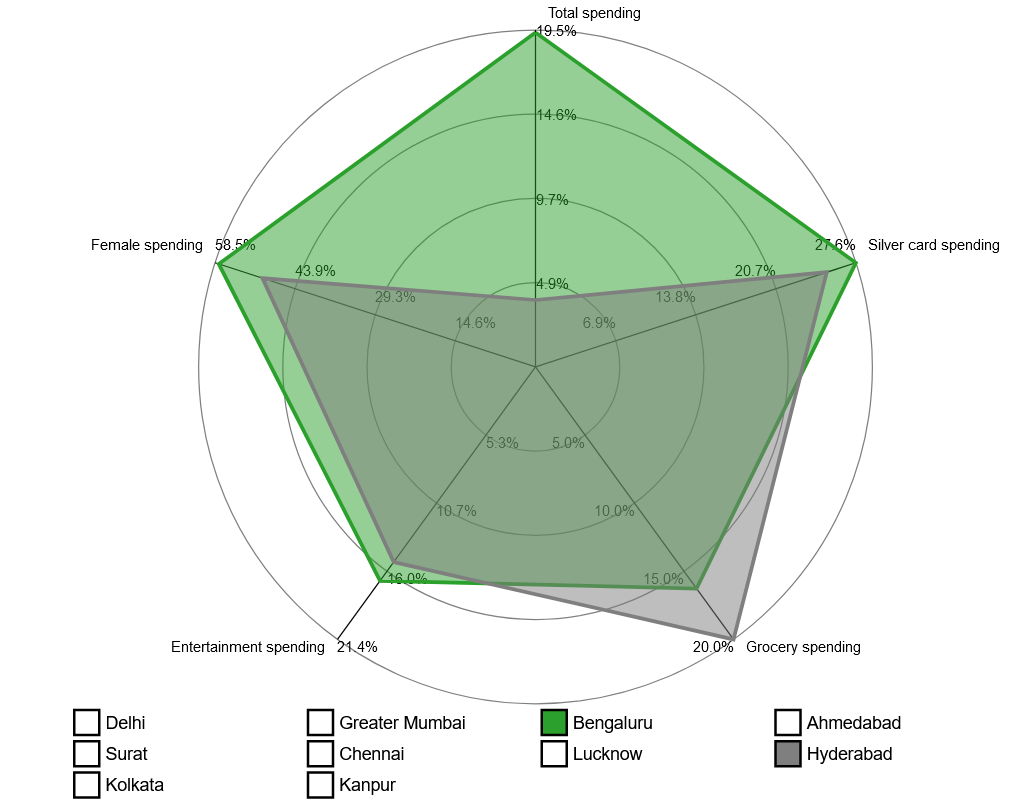 Total spending
19.5%
14.6%
9.7%
4.9%
Female spending 58.5%
43.9%
29.3%
14.6%
27.6% Silver card spending
20.7%
13.8%
6.9%
5.3%
5.0%
10.7%
10.0%
16.0%
15.0%
Entertainment spending 21.4%
20.0% Grocery spending
Delhi
Greater Mumbai
Bengaluru
Ahmedabad
Surat
Chennai
Lucknow
Hyderabad
Kolkata
Kanpur